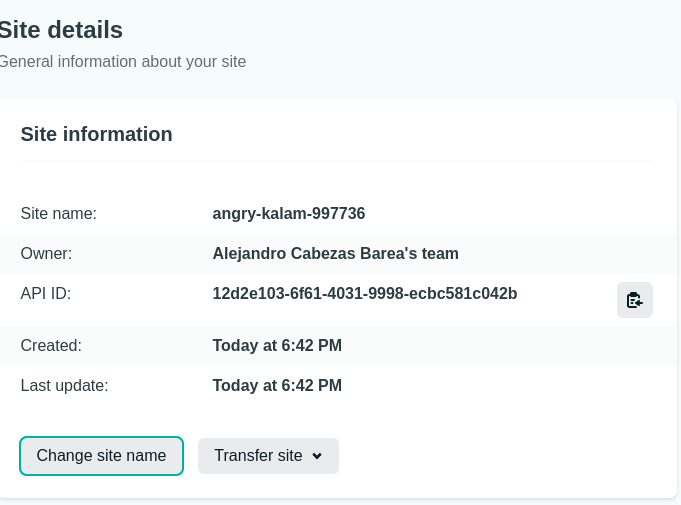 Site details
General information about your site
Site information
Site name: angry-kalam-997736
Owner: Alejandro Cabezas Barea's team
API ID: 12d2e103-6f61-4031-9998-ecbc581c042b
Created: Today at 6:42 PM
Last update: Today at 6:42 PM
Change site name Transfer site